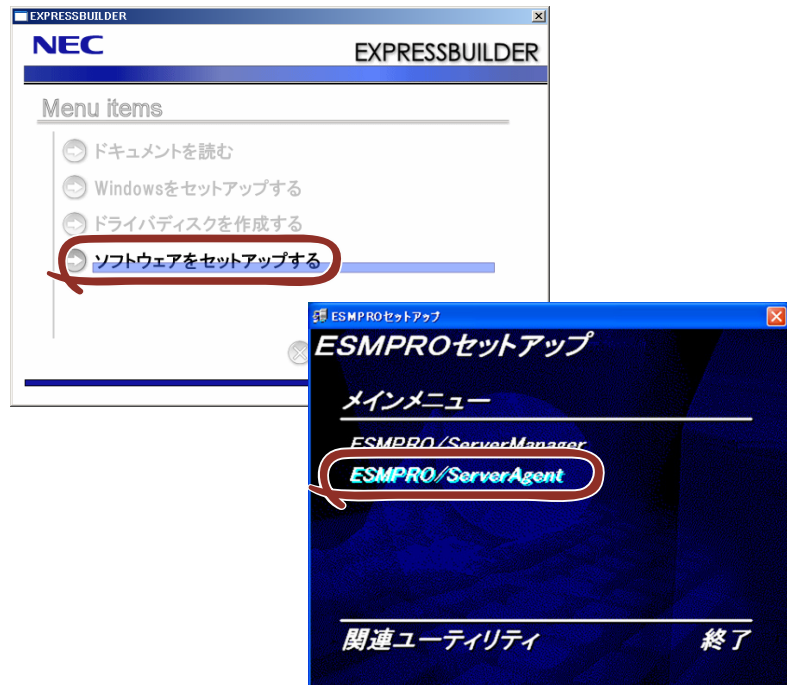 EXPRESSBUILDER
NEC
EXPRESSBUILDER
Menu items
ドキュメントを読む
Windowsをセットアップする
ドライバディスクを作成する
ソフトウェアをセットアップする
ESMPROセットアップ
ESMPROセットアップ
メインメニュー
ESMPRO/ServerManager
ESMPRO/ServerAgent
関連ユーティリティ
終了